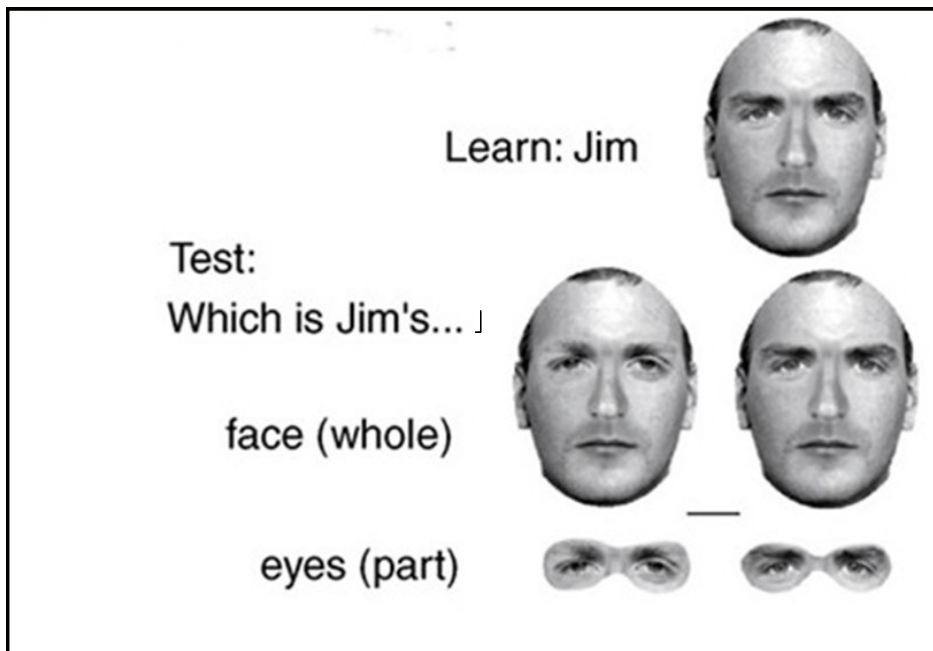 Learn: Jim
Test:
Which is Jim's...
face (whole)
eyes (part)